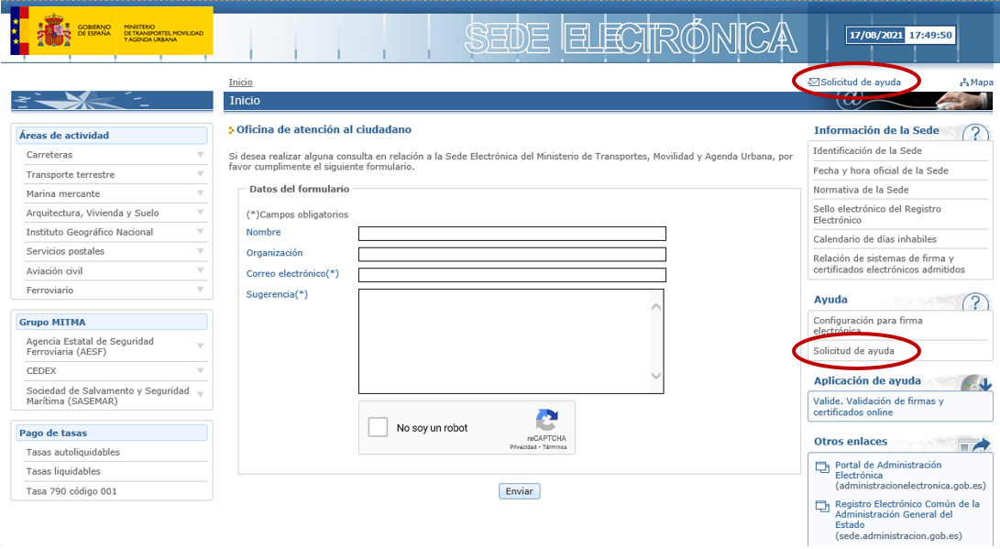 GOBIERNO
DE ESPAÑA
MINISTERIO
DE TRANSPORTES, MOVILIDAD
Y AGENDA URBANA
SEDE ELECTRÓNICA
17/08/2021 17:49:50
Inicio
Solicitud de ayuda
Mapa
Inicio
Áreas de actividad
Carreteras
Transporte terrestre
Marina mercante
Arquitectura, Vivienda y Suelo
Instituto Geográfico Nacional
Servicios postales
Aviación civil
Ferroviario
Grupo MITMA
Agencia Estatal de Seguridad
Ferroviaria (AESF)
CEDEX
Sociedad de Salvamento y Seguridad
Marítima (SASEMAR)
Pago de tasas
Tasas autoliquidables
Tasas liquidables
Tasa 790 código 001
Oficina de atención al ciudadano
Si desea realizar alguna consulta en relación a la Sede Electrónica del Ministerio de Transportes, Movilidad y Agenda Urbana, por
favor cumplimente el siguiente formulario.
Datos del formulario
(*)Campos obligatorios
Nombre
Organización
Correo electrónico(*)
Sugerencia(*)
No soy un robot
reCAPTCHA
Privacidad - Términos
Enviar
Información de la Sede
Identificación de la Sede
Fecha y hora oficial de la Sede
Normativa de la Sede
Sello electrónico del Registro
Electrónico
Calendario de días inhabiles
Relación de sistemas de firma y
certificados electrónicos admitidos
Ayuda
Configuración para firma
electrónica
Solicitud de ayuda
Aplicación de ayuda
Valide. Validación de firmas y
certificados online
Otros enlaces
Portal de Administración
Electrónica
(administracionelectronica.gob.es)
Registro Electrónico Común de la
Administración General del
Estado
(sede.administracion.gob.es)